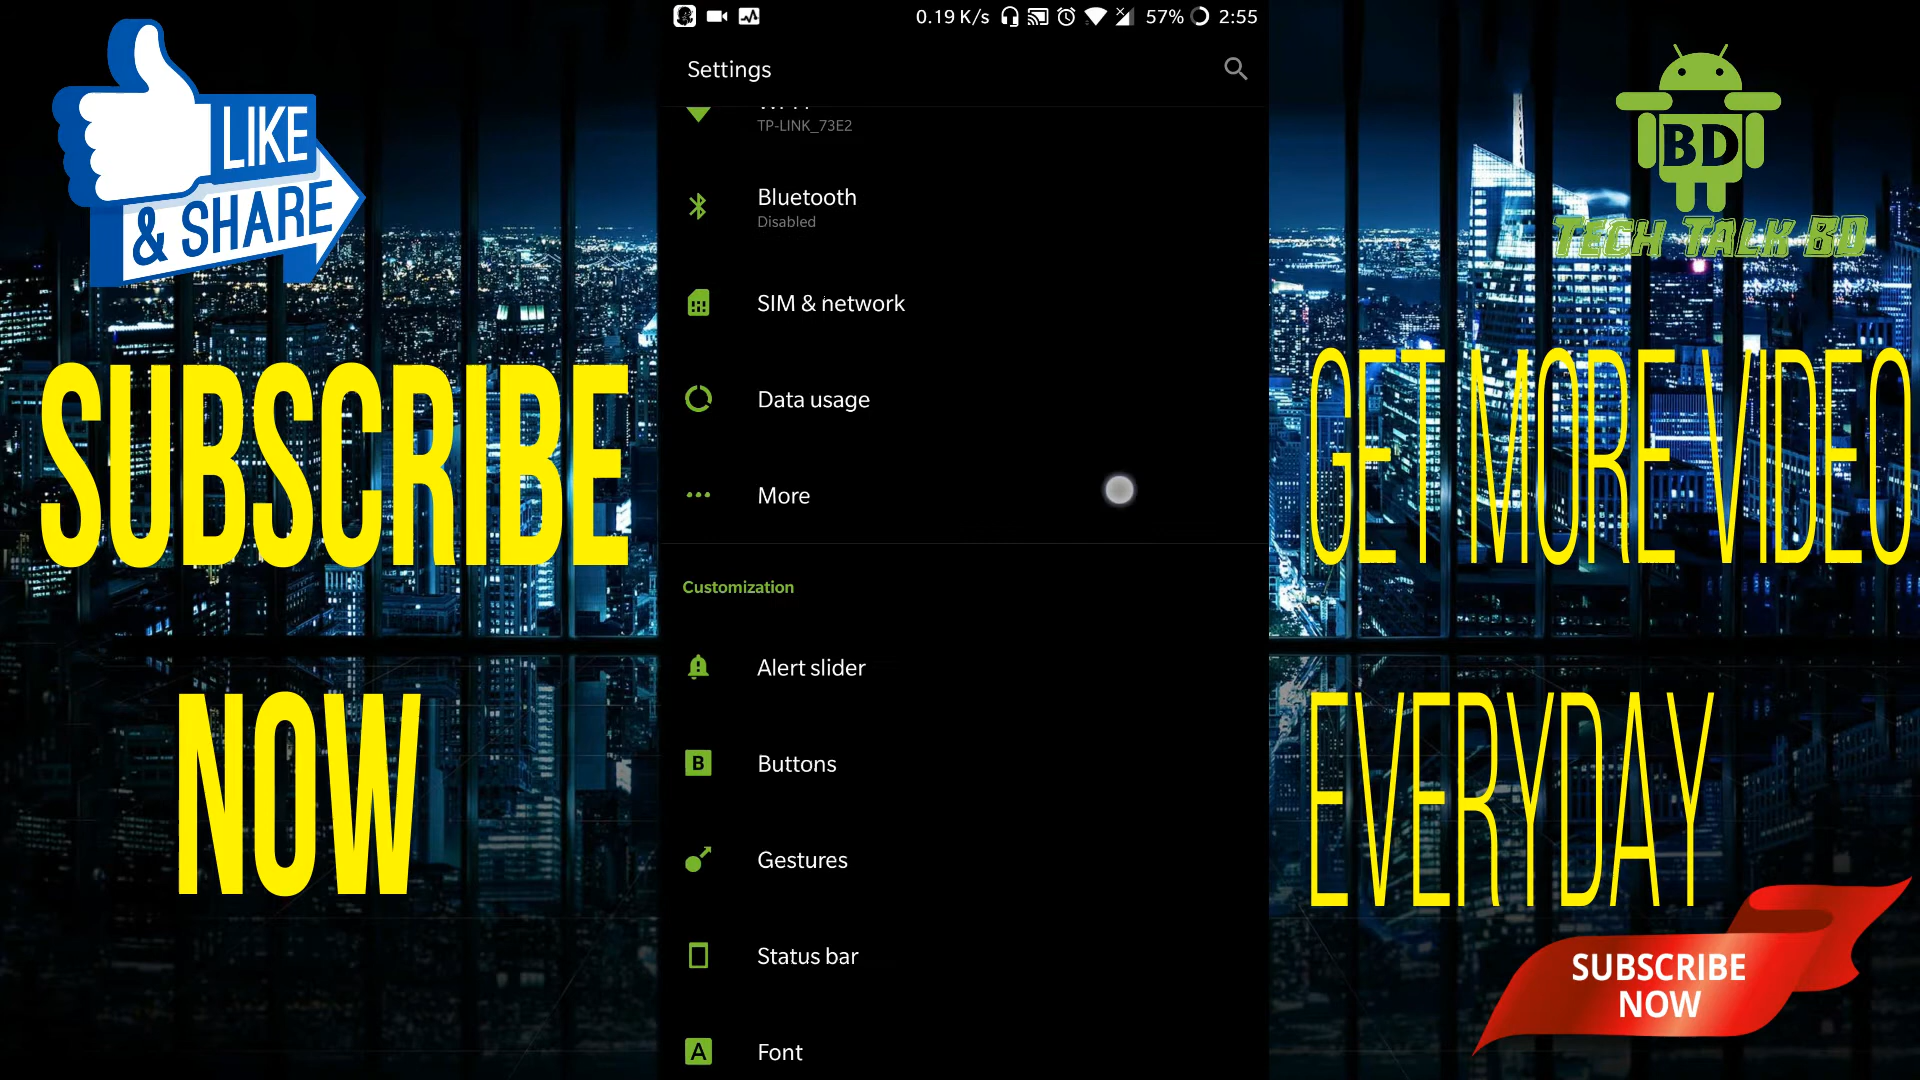 LIKE
& SHARE
SUBSCRIBE
NOW
0.19 K/s
57%
2:55
Settings
TP-LINK_73E2
Bluetooth
Disabled
SIM & network
Data usage
More
Customization
Alert slider
B
Buttons
Gestures
Status bar
A
Font
BD
TECH TALK BD
GET MORE VIDEO
EVERYDAY
SUBSCRIBE
NOW